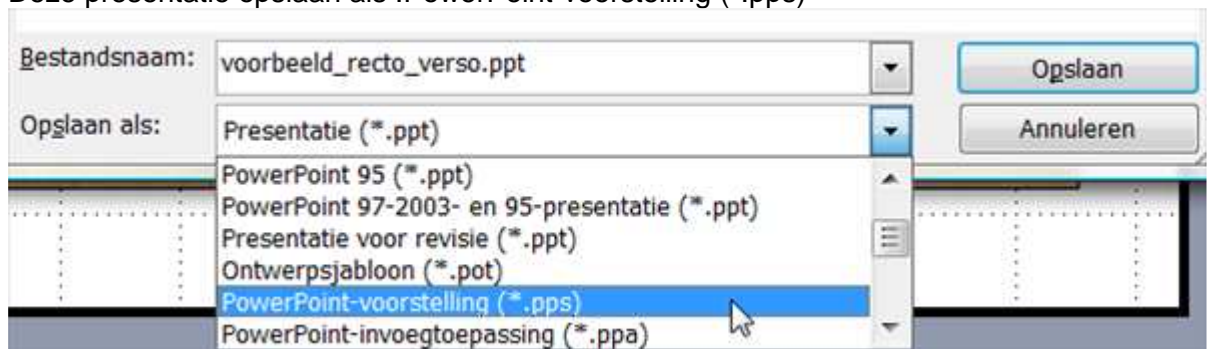 Deze presentatie opslaan als ..PowerPoint-voorstelling (*.pps)
Bestandsnaam: voorbeeld_recto_verso.ppt Opslaan
Opslaan als: Presentatie (*.ppt) Annuleren
PowerPoint 95 (*.ppt)
PowerPoint 97-2003- en 95-presentatie (*.ppt)
Presentatie voor revisie (*.ppt)
Ontwerpsjabloon (*.pot)
PowerPoint-voorstelling (*.pps)
PowerPoint-invoegtoepassing (*.ppa)